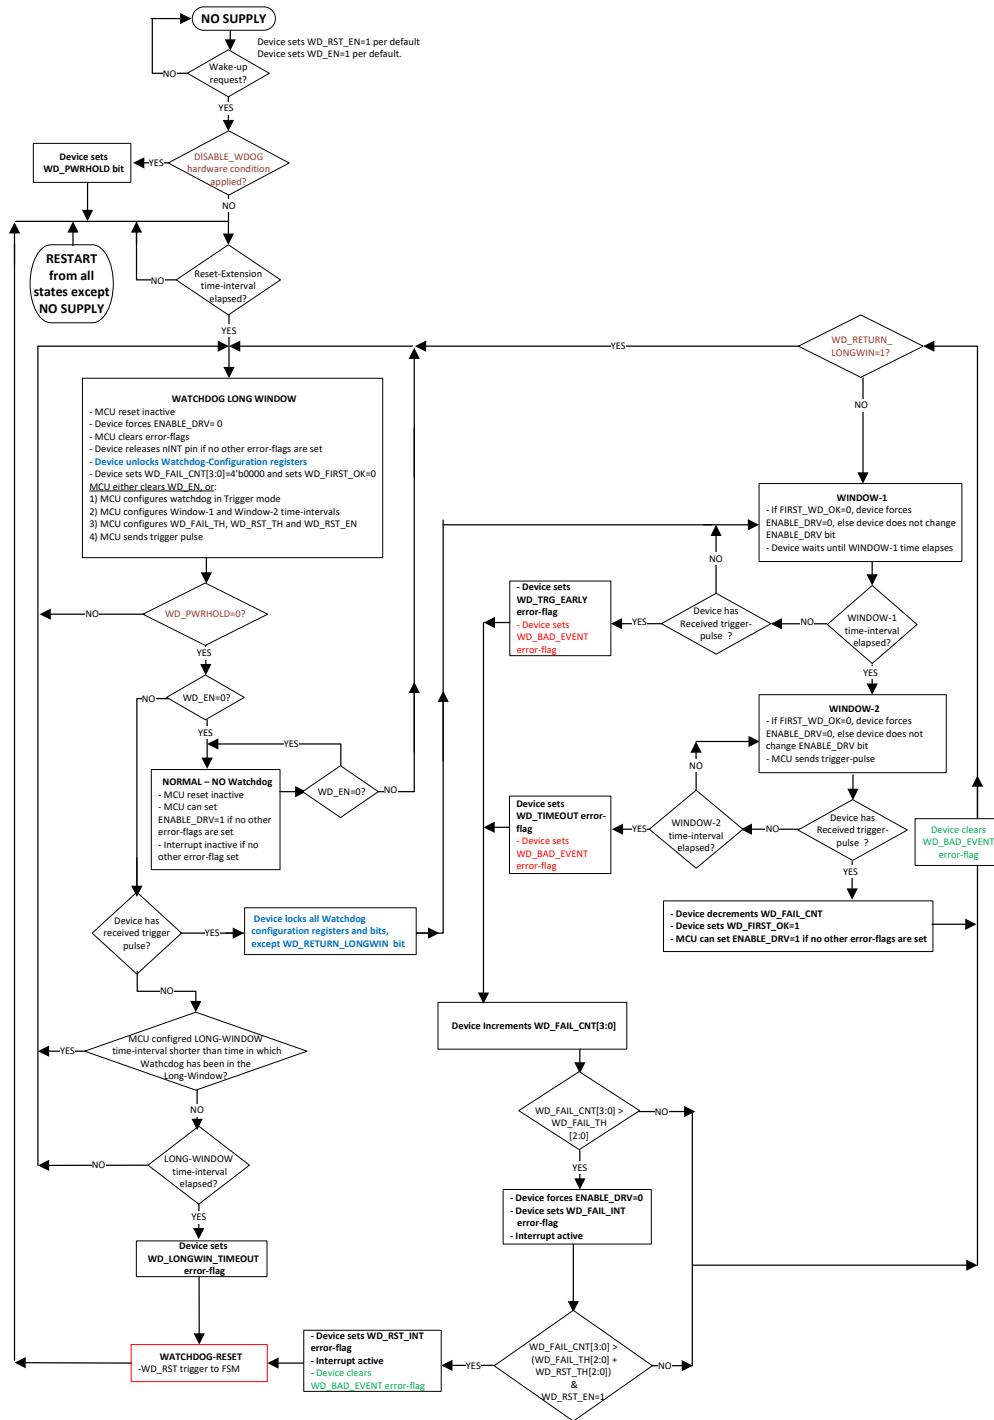 NO SUPPLY
Device sets WD_RST_EN=1 per default
Device sets WD_EN=1 per default.
Wake-up
request?
NO
YES
DISABLE_WDOG
hardware condition
applied?
YES
Device sets
WD_PWRHOLD bit
NO
RESTART
from all
states except
NO SUPPLY
Reset-Extension
time-interval
elapsed?
NO
YES
WATCHDOG LONG WINDOW
- MCU reset inactive
- Device forces ENABLE_DRV= 0
- MCU clears error-flags
- Device releases nINT pin if no other error-flags are set
- Device unlocks Watchdog-Configuration registers
- Device sets WD_FAIL_CNT[3:0]=4'b0000 and sets WD_FIRST_OK=0
MCU either clears WD_EN, or:
1) MCU configures watchdog in Trigger mode
2) MCU configures Window-1 and Window-2 time-intervals
3) MCU configures WD_FAIL_TH, WD_RST_TH and WD_RST_EN
4) MCU sends trigger pulse
WD_PWRHOLD=0?
NO
YES
WD_EN=0?
NO
YES
YES
NORMAL – NO Watchdog
- MCU reset inactive
- MCU can set
ENABLE_DRV=1 if no other
error-flags are set
- Interrupt inactive if no
other error-flag set
WD_EN=0?
NO
Device has
received trigger
pulse?
YES
Device locks all Watchdog
configuration registers and bits,
except WD_RETURN_LONGWIN bit
NO
MCU configred LONG-WINDOW
time-interval shorter than time in which
Wathcdog has been in the
Long-Window?
YES
NO
LONG-WINDOW
time-interval
elapsed?
NO
YES
Device sets
WD_LONGWIN_TIMEOUT
error-flag
WATCHDOG-RESET
-WD_RST trigger to FSM
WD_RETURN_
LONGWIN=1?
YES
NO
WINDOW-1
- If FIRST_WD_OK=0, device forces
ENABLE_DRV=0, else device does not change
ENABLE_DRV bit
- Device waits until WINDOW-1 time elapses
WINDOW-1
time-interval
elapsed?
NO
YES
Device has
Received trigger-
pulse ?
NO
YES
- Device sets
WD_TRG_EARLY
error-flag
- Device sets
WD_BAD_EVENT
error-flag
WINDOW-2
- If FIRST_WD_OK=0, device forces
ENABLE_DRV=0, else device does not
change ENABLE_DRV bit
- MCU sends trigger-pulse
Device has
Received trigger-
pulse ?
NO
YES
WINDOW-2
time-interval
elapsed?
NO
YES
Device sets
WD_TIMEOUT error-
flag
- Device sets
WD_BAD_EVENT
error-flag
Device clears
WD_BAD_EVENT
error-flag
- Device decrements WD_FAIL_CNT
- Device sets WD_FIRST_OK=1
- MCU can set ENABLE_DRV=1 if no other error-flags are set
Device Increments WD_FAIL_CNT[3:0]
WD_FAIL_CNT[3:0] >
WD_FAIL_TH
[2:0]
NO
YES
- Device forces ENABLE_DRV=0
- Device sets WD_FAIL_INT
error-flag
- Interrupt active
WD_FAIL_CNT[3:0] >
(WD_FAIL_TH[2:0] +
WD_RST_TH[2:0])
&
WD_RST_EN=1
NO
YES
- Device sets WD_RST_INT
error-flag
- Interrupt active
- Device clears
WD_BAD_EVENT error-flag